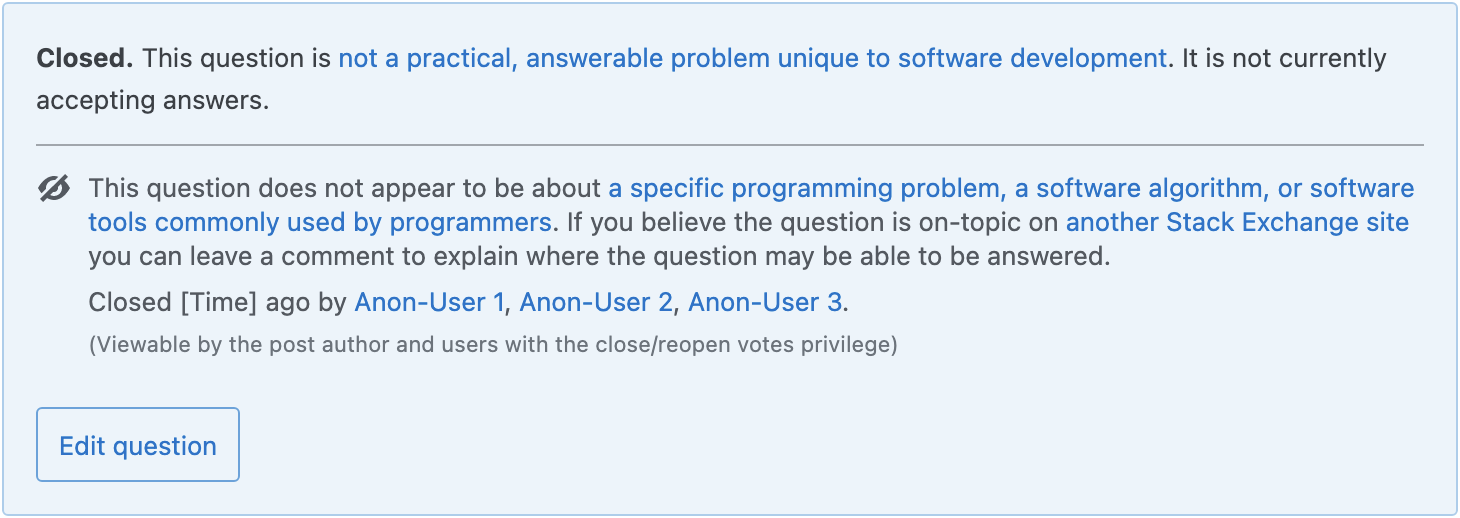 Closed. This question is not a practical, answerable problem unique to software development. It is not currently
accepting answers.
This question does not appear to be about a specific programming problem, a software algorithm, or software
tools commonly used by programmers. If you believe the question is on-topic on another Stack Exchange site
you can leave a comment to explain where the question may be able to be answered.
Closed [Time] ago by Anon-User 1, Anon-User 2, Anon-User 3.
(Viewable by the post author and users with the close/reopen votes privilege)
Edit question